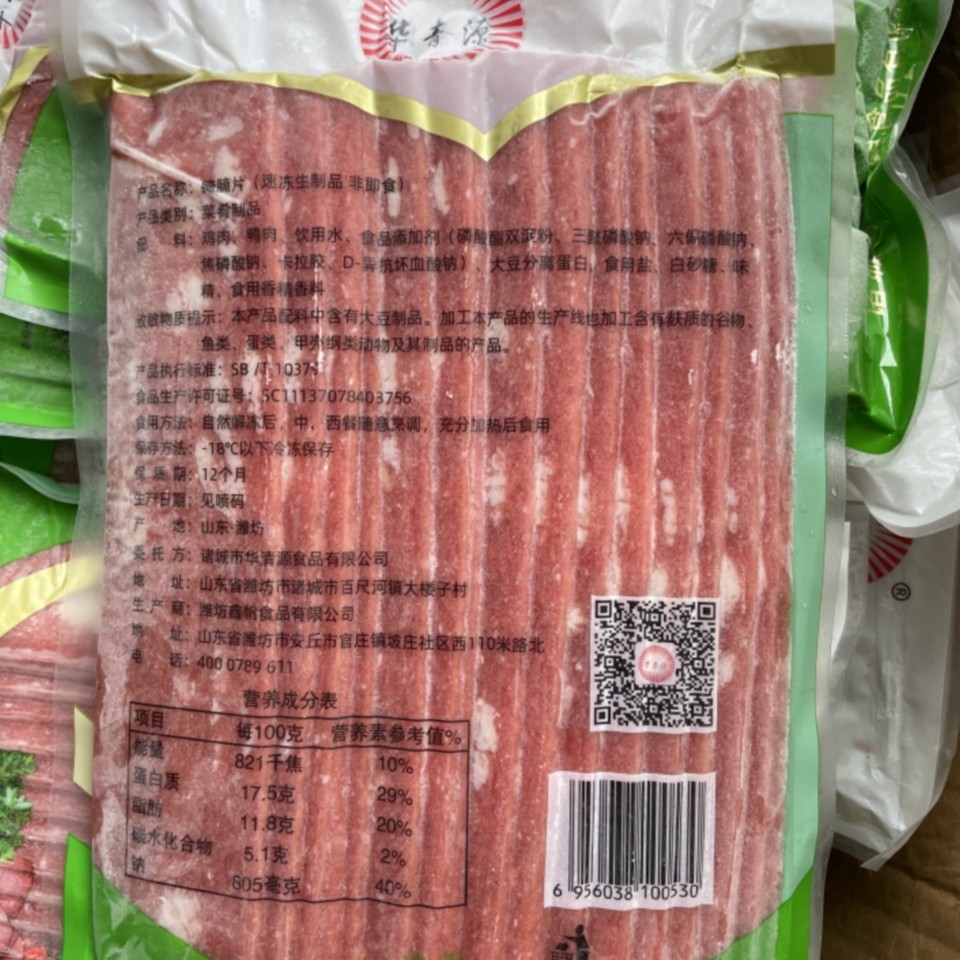 华香源
产品名称：鸭脯片（速冻生制品 非即食）
产品类别：菜肴制品
配 料：鸡肉、鸭肉、饮用水、食品添加剂（磷酸酯双淀粉、三聚磷酸钠、六偏磷酸钠、
焦磷酸钠、卡拉胶、D-异抗坏血酸钠）、大豆分离蛋白、食用盐、白砂糖、味
精、食用香精香料
致敏物质提示：本产品配料中含有大豆制品。加工本产品的生产线也加工含有麸质的谷物、
鱼类、蛋类、甲壳纲类动物及其制品的产品。
产品执行标准：SB /T 10379
食品生产许可证号：SC11137078403756
食用方法：自然解冻后，中、西餐随意烹调，充分加热后食用
保存方法：-18℃以下冷冻保存
保 质 期：12个月
生产日期：见喷码
产 地：山东·潍坊
委 托 方：诸城市华清源食品有限公司
地 址：山东省潍坊市诸城市百尺河镇大楼子村
生 产 商：潍坊鑫帆食品有限公司
地 址：山东省潍坊市安丘市官庄镇坡庄社区西110米路北
电 话：400 0789 611
营养成分表
项目 每100克 营养素参考值%
能量 821千焦 10%
蛋白质 17.5克 29%
脂肪 11.8克 20%
碳水化合物 5.1克 2%
钠 805毫克 40%
6 956038 100530
®